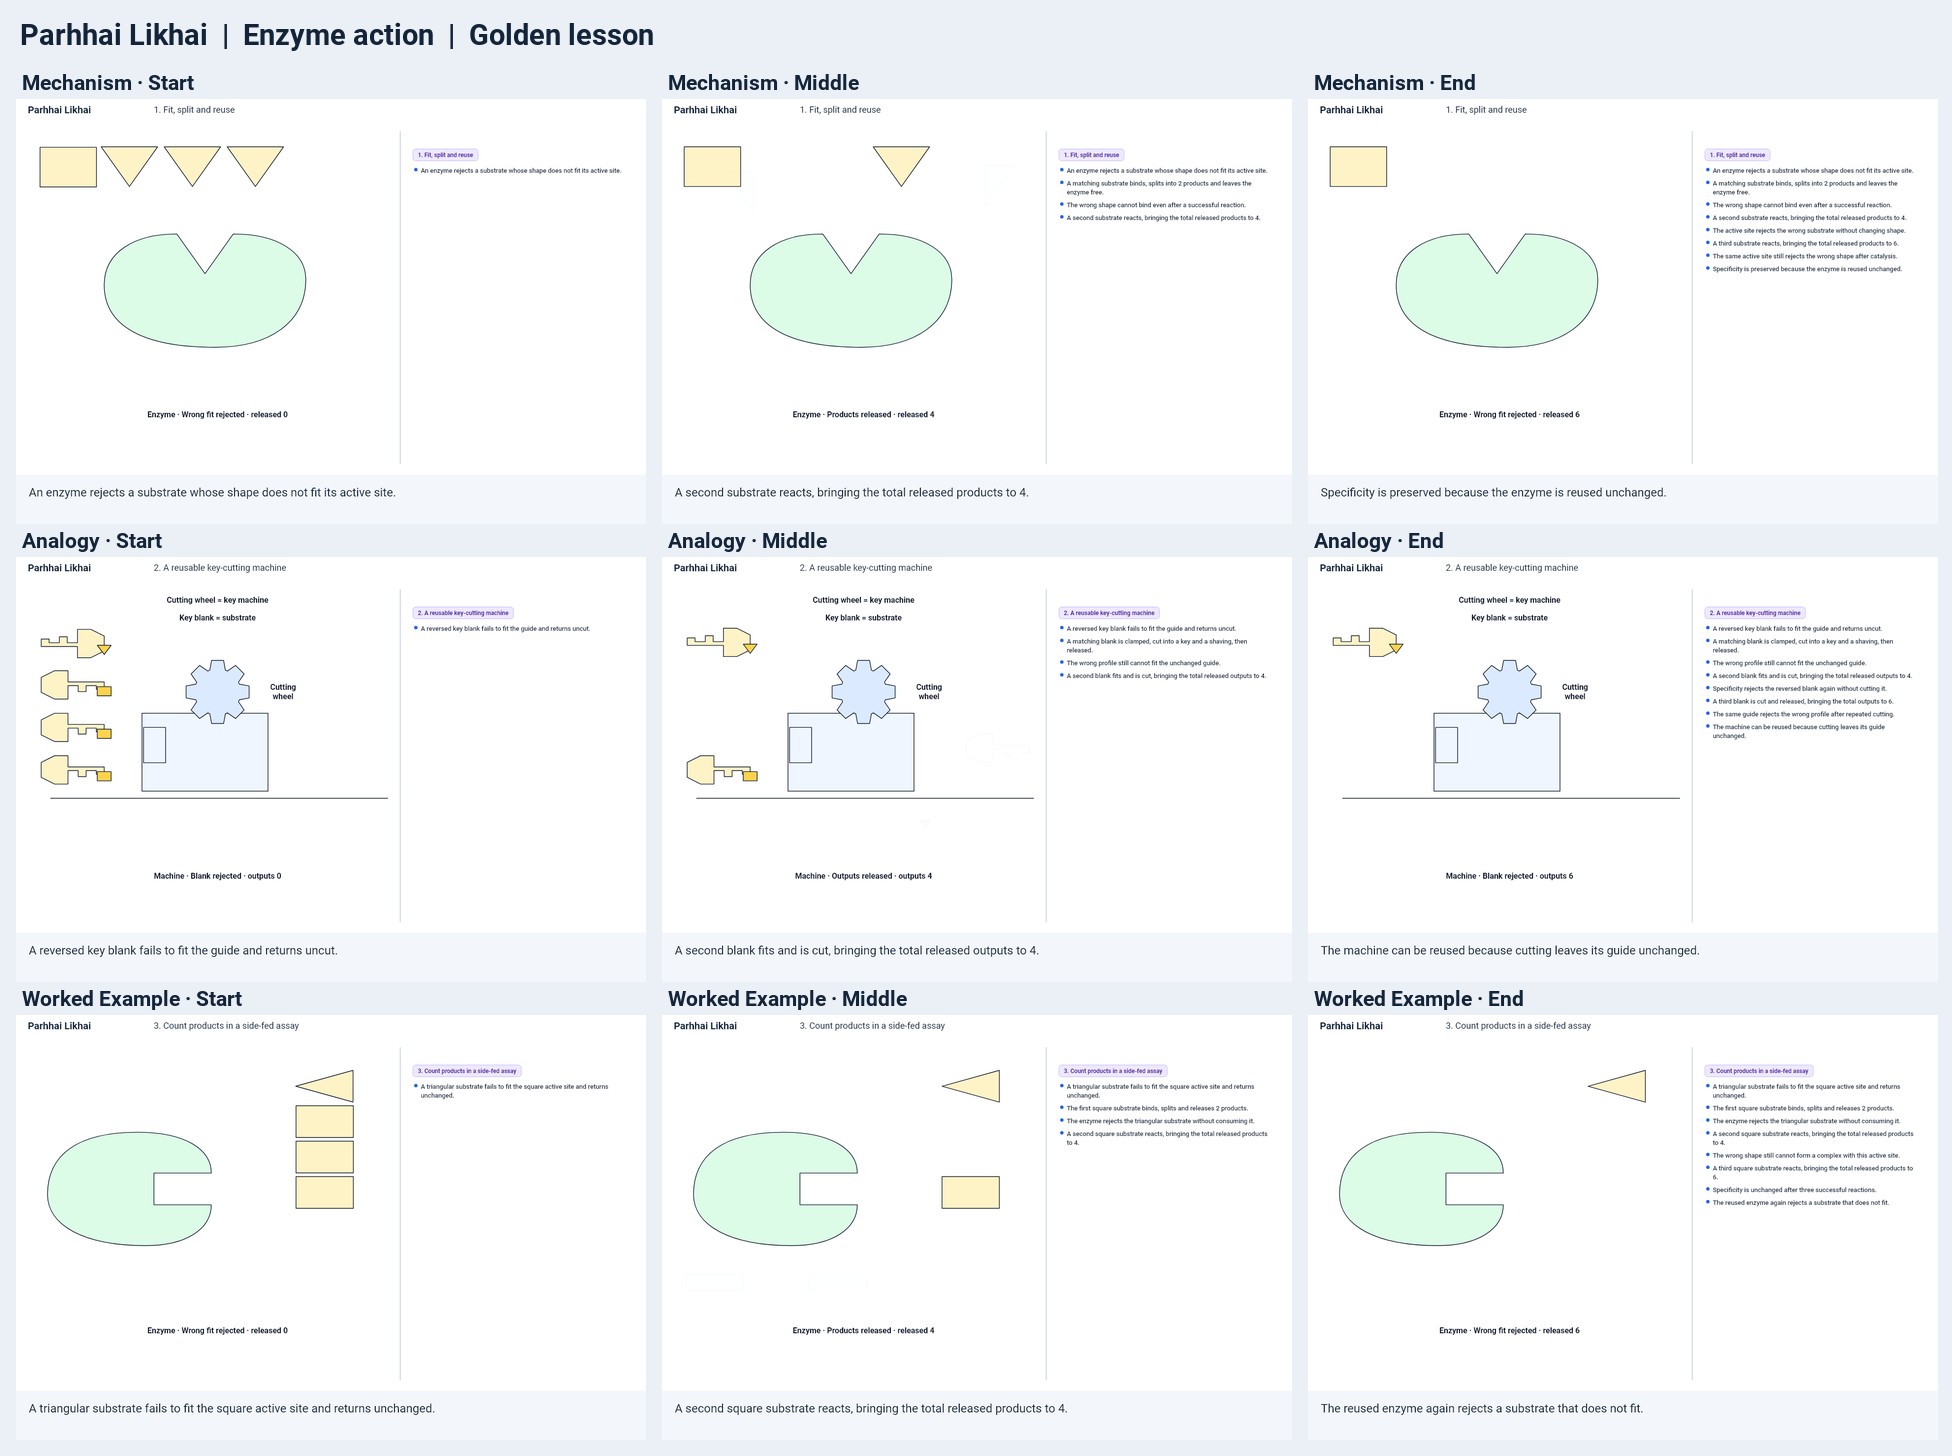 Parhhai Likhai | Enzyme action | Golden lesson
Mechanism · Start
Parhhai Likhai
1. Fit, split and reuse
1. Fit, split and reuse
An enzyme rejects a substrate whose shape does not fit its active site.
Enzyme · Wrong fit rejected · released 0
An enzyme rejects a substrate whose shape does not fit its active site.
Mechanism · Middle
Parhhai Likhai
1. Fit, split and reuse
1. Fit, split and reuse
An enzyme rejects a substrate whose shape does not fit its active site.
A matching substrate binds, splits into 2 products and leaves the
enzyme free.
The wrong shape cannot bind even after a successful reaction.
A second substrate reacts, bringing the total released products to 4.
Enzyme · Products released · released 4
A second substrate reacts, bringing the total released products to 4.
Mechanism · End
Parhhai Likhai
1. Fit, split and reuse
1. Fit, split and reuse
An enzyme rejects a substrate whose shape does not fit its active site.
A matching substrate binds, splits into 2 products and leaves the
enzyme free.
The wrong shape cannot bind even after a successful reaction.
A second substrate reacts, bringing the total released products to 4.
The active site rejects the wrong substrate without changing shape.
A third substrate reacts, bringing the total released products to 6.
The same active site still rejects the wrong shape after catalysis.
Specificity is preserved because the enzyme is reused unchanged.
Enzyme · Wrong fit rejected · released 6
Specificity is preserved because the enzyme is reused unchanged.
Analogy · Start
Parhhai Likhai
2. A reusable key-cutting machine
Cutting wheel = key machine
Key blank = substrate
Cutting
wheel
2. A reusable key-cutting machine
A reversed key blank fails to fit the guide and returns uncut.
Machine · Blank rejected · outputs 0
A reversed key blank fails to fit the guide and returns uncut.
Analogy · Middle
Parhhai Likhai
2. A reusable key-cutting machine
Cutting wheel = key machine
Key blank = substrate
Cutting
wheel
2. A reusable key-cutting machine
A reversed key blank fails to fit the guide and returns uncut.
A matching blank is clamped, cut into a key and a shaving, then
released.
The wrong profile still cannot fit the unchanged guide.
A second blank fits and is cut, bringing the total released outputs to 4.
Machine · Outputs released · outputs 4
A second blank fits and is cut, bringing the total released outputs to 4.
Analogy · End
Parhhai Likhai
2. A reusable key-cutting machine
Cutting wheel = key machine
Key blank = substrate
Cutting
wheel
2. A reusable key-cutting machine
A reversed key blank fails to fit the guide and returns uncut.
A matching blank is clamped, cut into a key and a shaving, then
released.
The wrong profile still cannot fit the unchanged guide.
A second blank fits and is cut, bringing the total released outputs to 4.
Specificity rejects the reversed blank again without cutting it.
A third blank is cut and released, bringing the total outputs to 6.
The same guide rejects the wrong profile after repeated cutting.
The machine can be reused because cutting leaves its guide
unchanged.
Machine · Blank rejected · outputs 6
The machine can be reused because cutting leaves its guide unchanged.
Worked Example · Start
Parhhai Likhai
3. Count products in a side-fed assay
3. Count products in a side-fed assay
A triangular substrate fails to fit the square active site and returns
unchanged.
Enzyme · Wrong fit rejected · released 0
A triangular substrate fails to fit the square active site and returns unchanged.
Worked Example · Middle
Parhhai Likhai
3. Count products in a side-fed assay
3. Count products in a side-fed assay
A triangular substrate fails to fit the square active site and returns
unchanged.
The first square substrate binds, splits and releases 2 products.
The enzyme rejects the triangular substrate without consuming it.
A second square substrate reacts, bringing the total released products
to 4.
Enzyme · Products released · released 4
A second square substrate reacts, bringing the total released products to 4.
Worked Example · End
Parhhai Likhai
3. Count products in a side-fed assay
3. Count products in a side-fed assay
A triangular substrate fails to fit the square active site and returns
unchanged.
The first square substrate binds, splits and releases 2 products.
The enzyme rejects the triangular substrate without consuming it.
A second square substrate reacts, bringing the total released products
to 4.
The wrong shape still cannot form a complex with this active site.
A third square substrate reacts, bringing the total released products to
6.
Specificity is unchanged after three successful reactions.
The reused enzyme again rejects a substrate that does not fit.
Enzyme · Wrong fit rejected · released 6
The reused enzyme again rejects a substrate that does not fit.